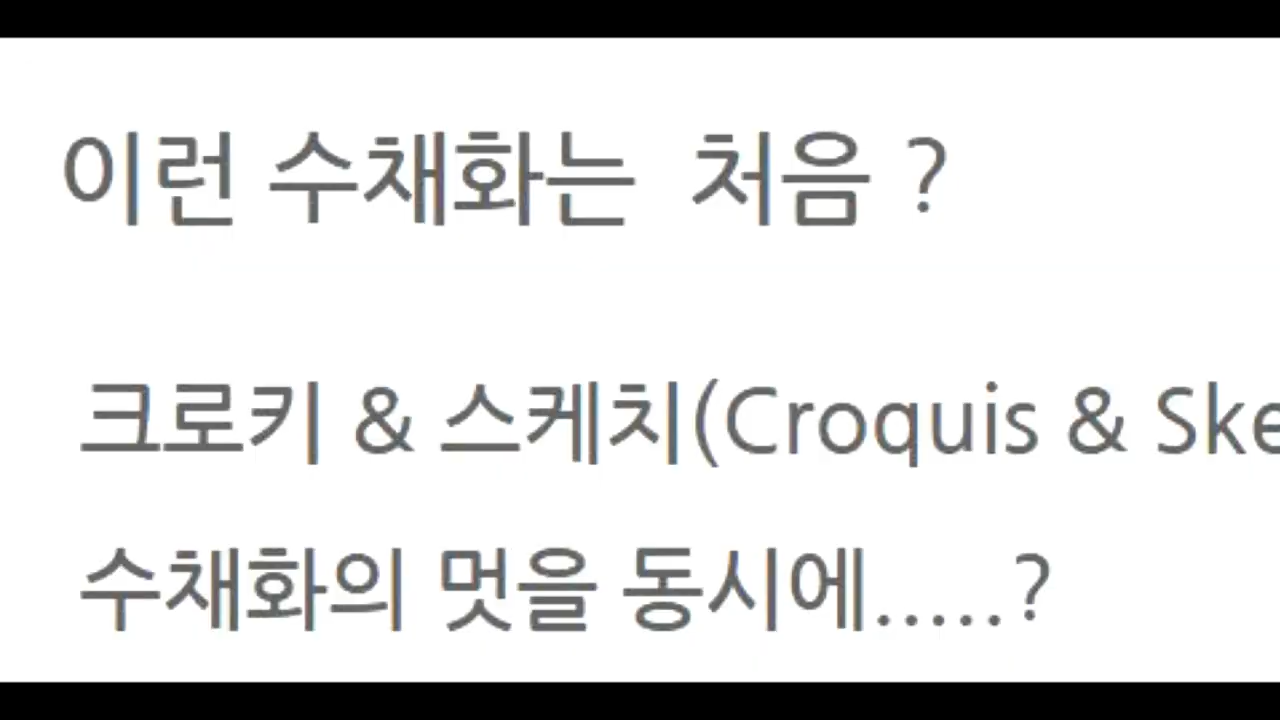 이런 수채화는 처음 ?
크로키 & 스케치(Croquis & Ske
수채화의 멋을 동시에.....?